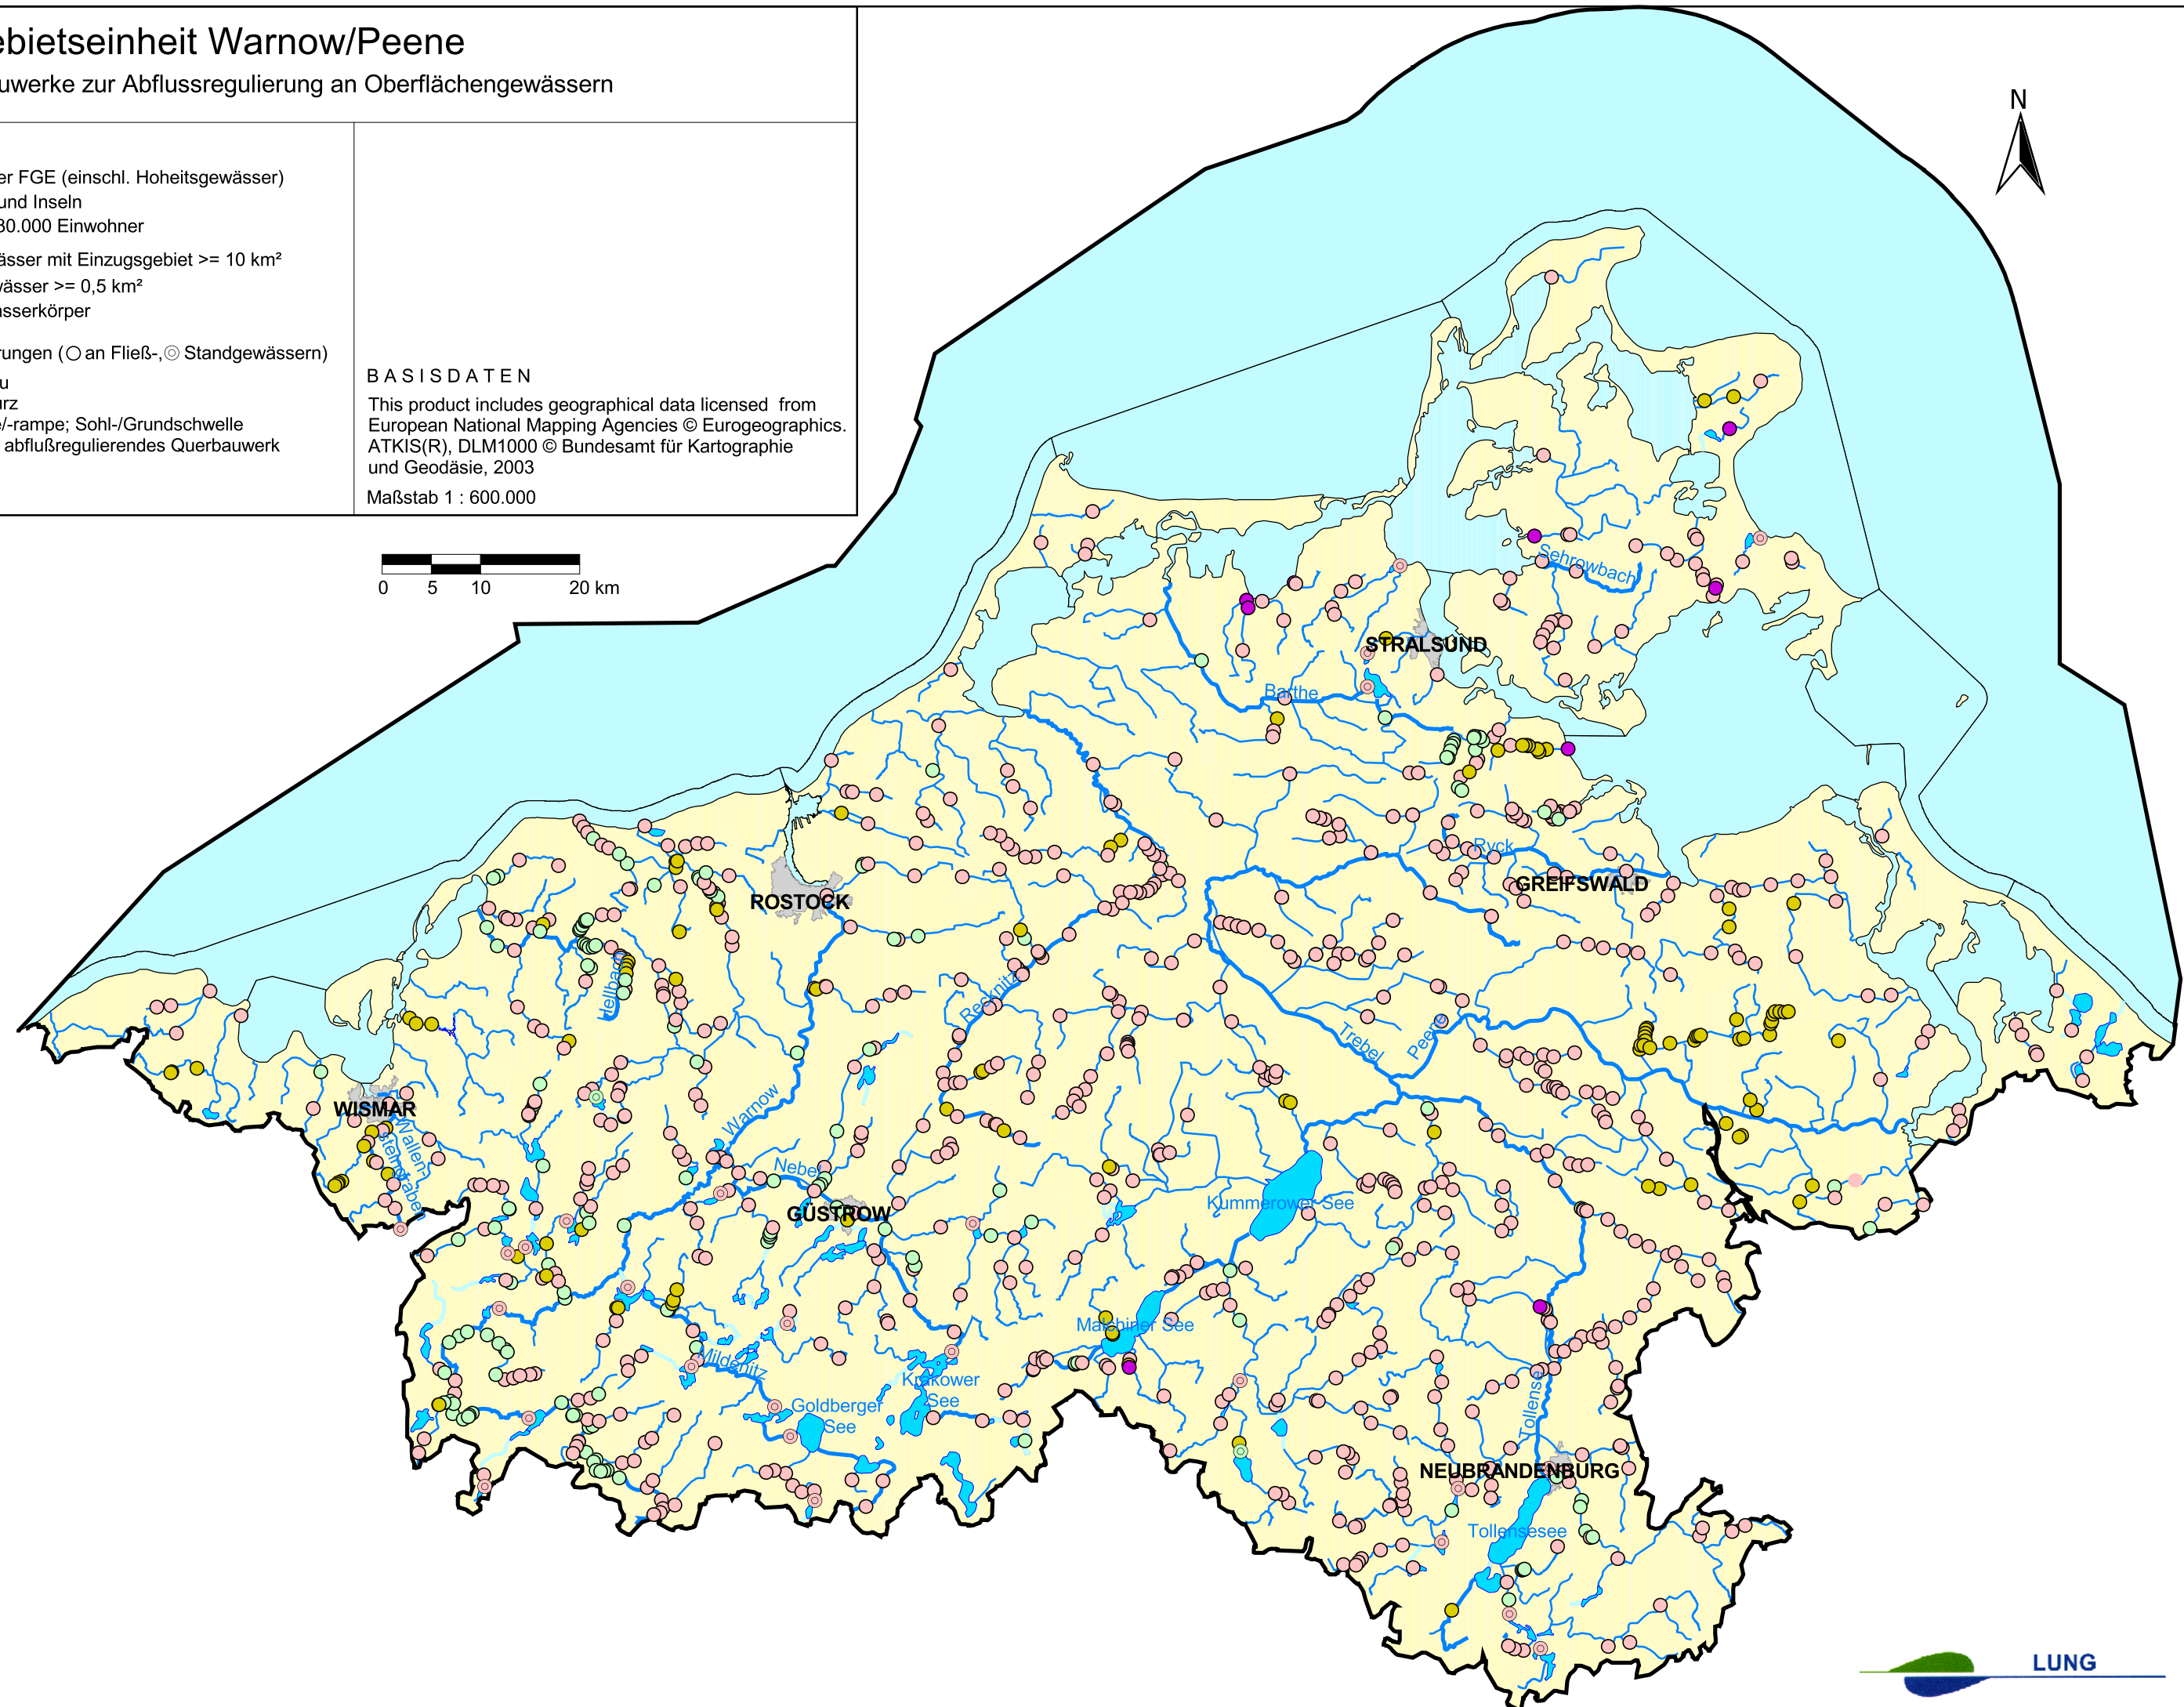 ebietseinheit Warnow/Peene
uwerke zur Abflussregulierung an Oberflächengewässern
er FGE (einschl. Hoheitsgewässer)
und Inseln
30.000 Einwohner
ässer mit Einzugsgebiet >= 10 km²
wässer >= 0,5 km²
asserkörper
rungen (○ an Fließ-,◎ Standgewässern)
u
urz
e/-rampe; Sohl-/Grundschwelle
abflußregulierendes Querbauwerk
BASISDATEN
This product includes geographical data licensed from
European National Mapping Agencies © Eurogeographics.
ATKIS(R), DLM1000 © Bundesamt für Kartographie
und Geodäsie, 2003
Maßstab 1 : 600.000
0 5 10 20 km
N
Sehrowbach
STRALSUND
Barthe
Ryck
GREIFSWALD
ROSTOCK
Hellbach
Recknitz
Trebel
Peene
WISMAR
Wallen-
steingraben
Warnow
Nebel
GÜSTROW
Kummerower See
Malchiner See
Mildenitz
Krakower
See
Goldberger
See
Tollense
NEUBRANDENBURG
Tollensesee
LUNG